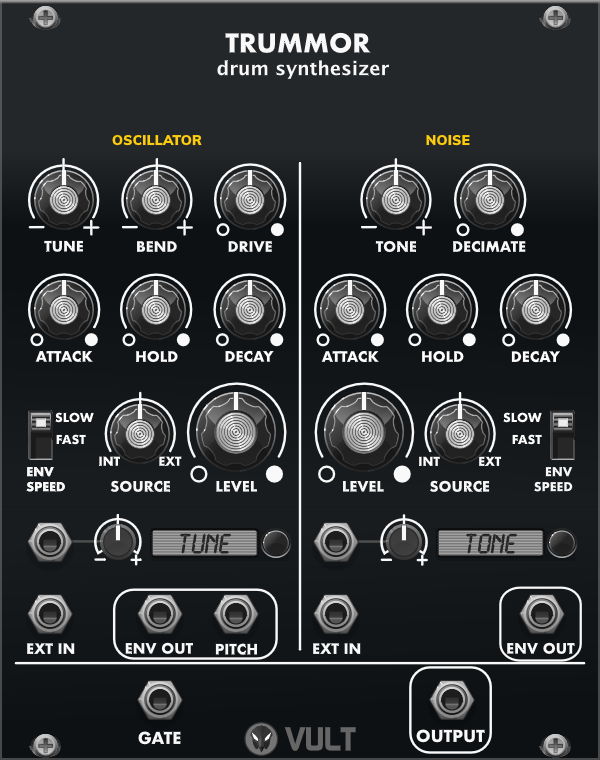 TRUMMOR
drum synthesizer
OSCILLATOR
NOISE
TUNE
BEND
DRIVE
TONE
DECIMATE
ATTACK
HOLD
DECAY
ATTACK
HOLD
DECAY
SLOW
FAST
ENV
SPEED
INT
EXT
SOURCE
LEVEL
LEVEL
INT
EXT
SOURCE
SLOW
FAST
ENV
SPEED
TUNE
TONE
EXT IN
ENV OUT
PITCH
EXT IN
ENV OUT
GATE
VULT
OUTPUT